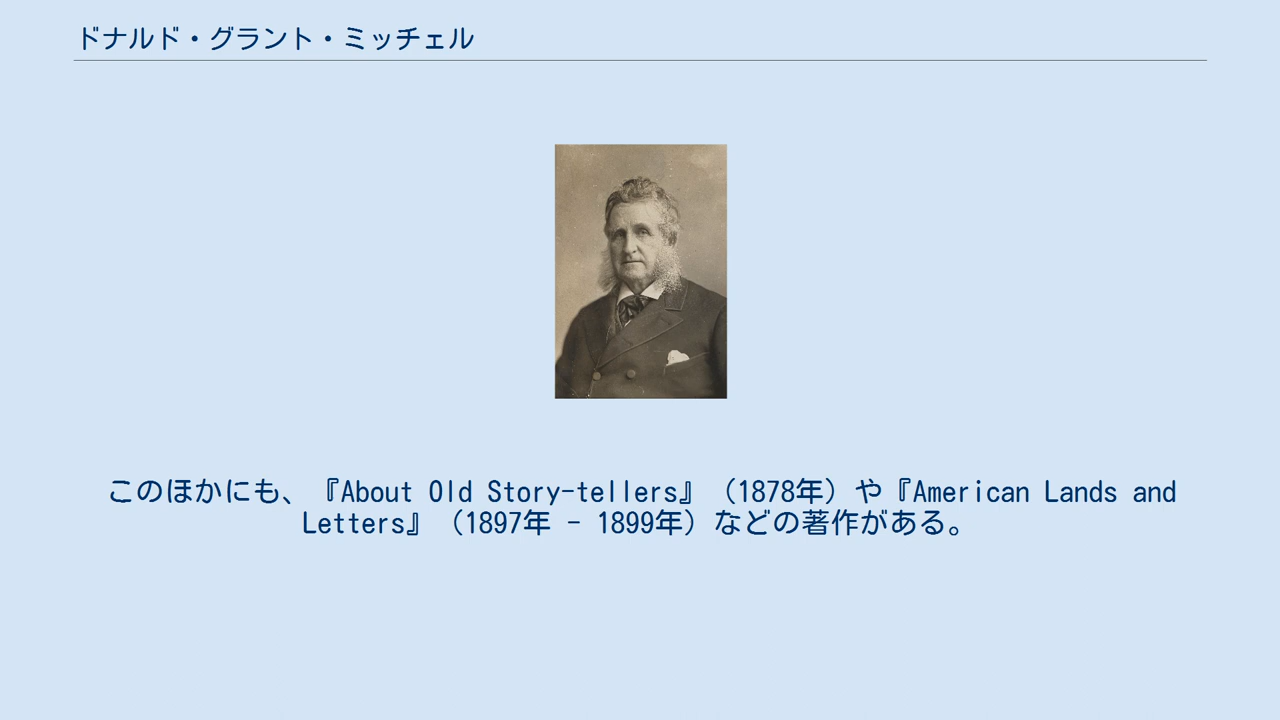 ドナルド・グラント・ミッチェル
このほかにも、『About Old Story-tellers』（1878年）や『American Lands and
Letters』（1897年 - 1899年）などの著作がある。